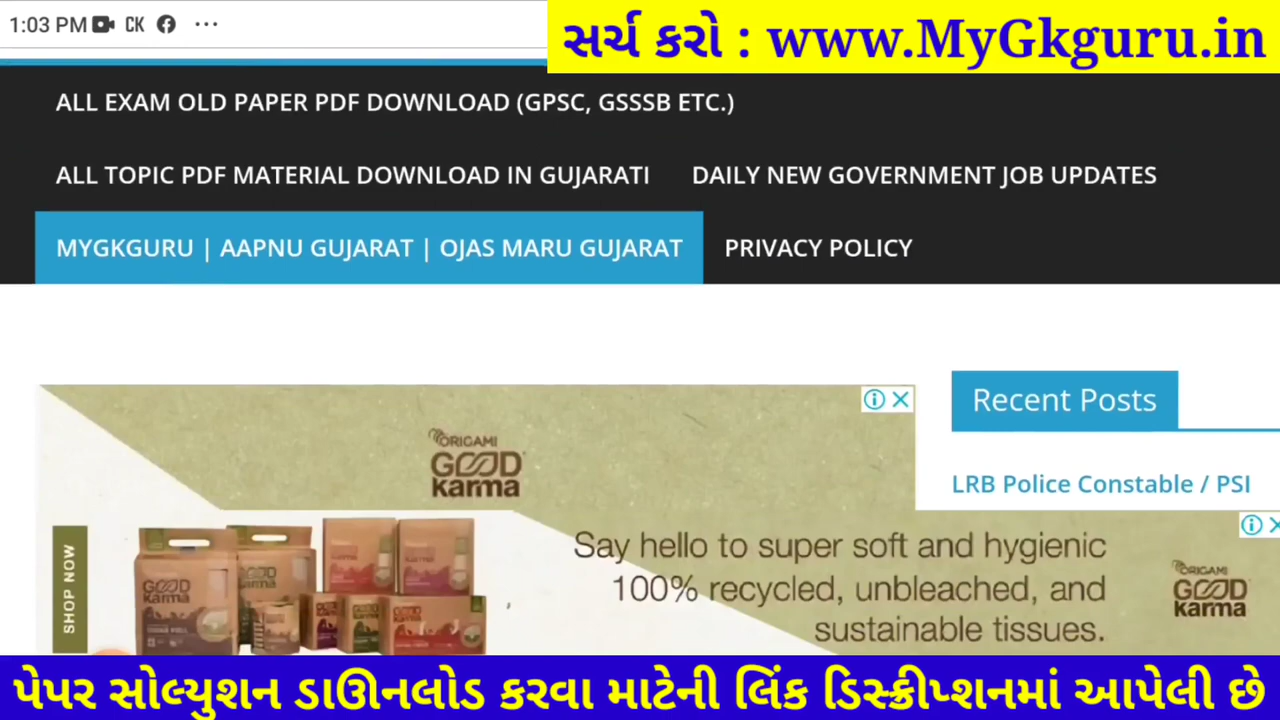 1:03 PM CK ...
સર્ચ કરો : www.MyGkguru.in
ALL EXAM OLD PAPER PDF DOWNLOAD (GPSC, GSSSB ETC.)
ALL TOPIC PDF MATERIAL DOWNLOAD IN GUJARATI DAILY NEW GOVERNMENT JOB UPDATES
MYGKGURU | AAPNU GUJARAT | OJAS MARU GUJARAT PRIVACY POLICY
Recent Posts
ORIGAMI
GOOD
karma
LRB Police Constable / PSI
SHOP NOW
GOOD
karma
Say hello to super soft and hygienic
100% recycled, unbleached, and
sustainable tissues.
ORIGAMI
GOOD
karma
પેપર સોલ્યુશન ડાઊનલોડ કરવા માટેની લિંક ડિસ્ક્રીપ્શનમાં આપેલી છે